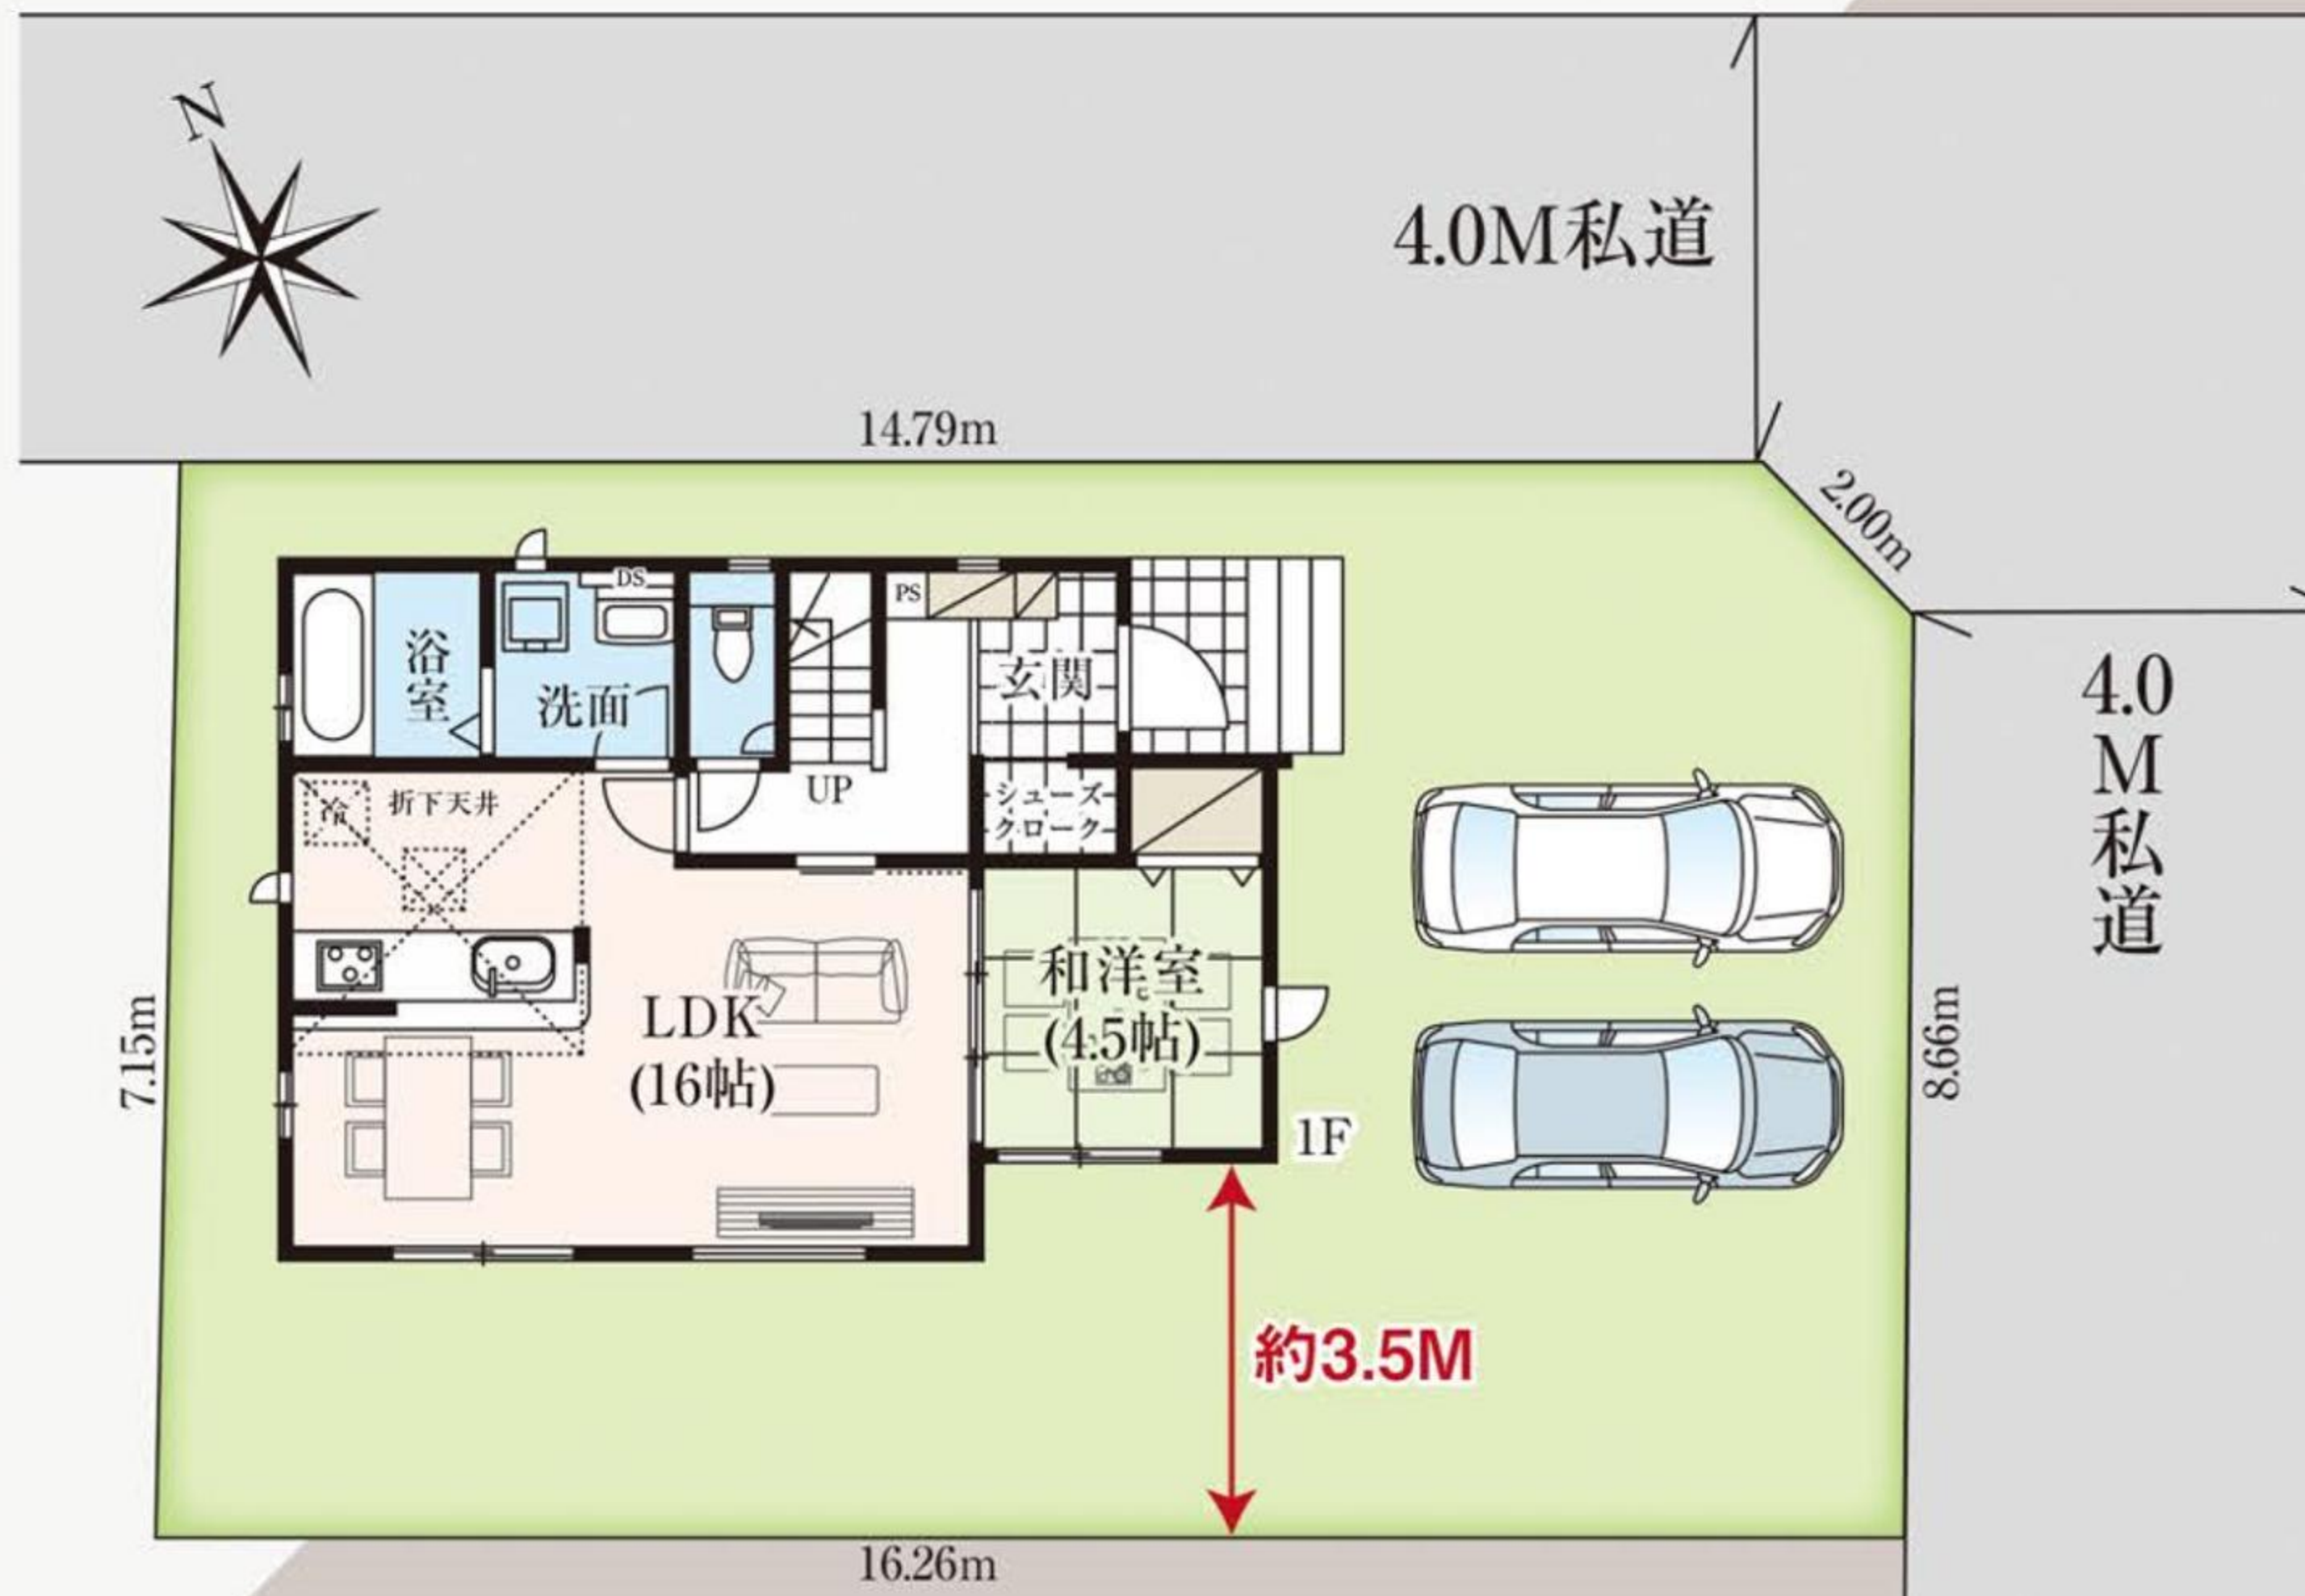 N
4.0M私道
14.79m
2.00m
4.0M私道
DS
PS
浴室
洗面
玄関
UP
シューズ
クローク
冷
折下天井
LDK
(16帖)
和洋室
(4.5帖)
1F
7.15m
8.66m
約3.5M
16.26m